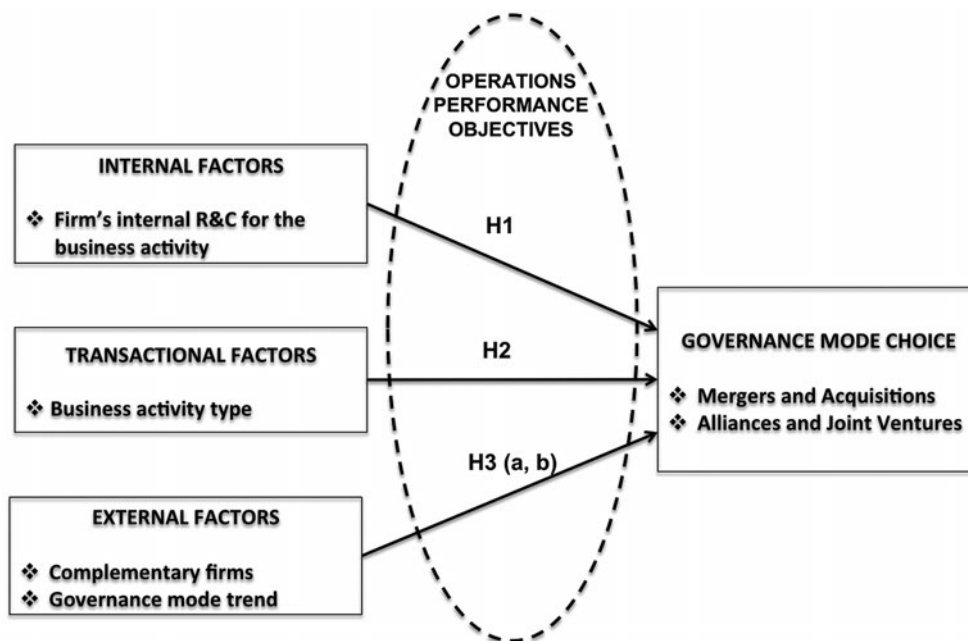 OPERATIONS
PERFORMANCE
OBJECTIVES
INTERNAL FACTORS
❖ Firm's internal R&C for the
business activity
H1
TRANSACTIONAL FACTORS
❖ Business activity type
H2
GOVERNANCE MODE CHOICE
❖ Mergers and Acquisitions
❖ Alliances and Joint Ventures
H3 (a, b)
EXTERNAL FACTORS
❖ Complementary firms
❖ Governance mode trend